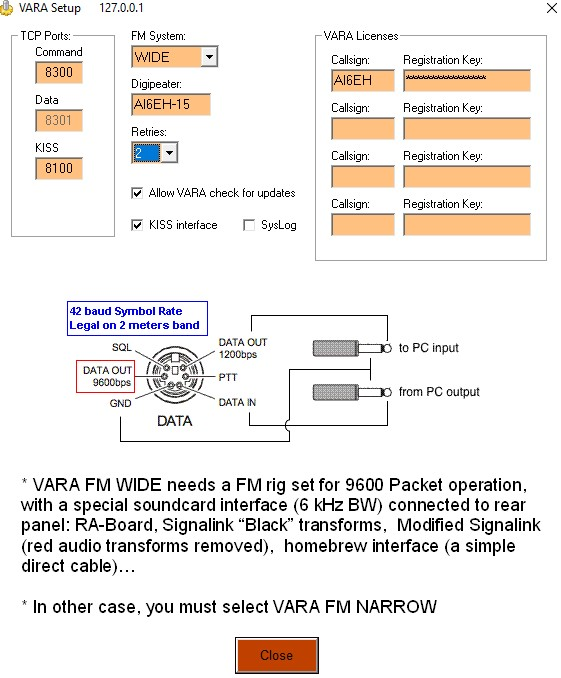 VARA Setup 127.0.0.1
TCP Ports:
Command
8300
Data
8301
KISS
8100
FM System:
WIDE
Digipeater:
AI6EH-15
Retries:
2
Allow VARA check for updates
KISS interface
SysLog
VARA Licenses
Callsign: Registration Key:
AI6EH ****************
Callsign: Registration Key:
Callsign: Registration Key:
Callsign: Registration Key:
42 baud Symbol Rate
Legal on 2 meters band
SQL
DATA OUT
9600bps
GND
DATA OUT
1200bps
PTT
DATA IN
DATA
to PC input
from PC output
* VARA FM WIDE needs a FM rig set for 9600 Packet operation,
with a special soundcard interface (6 kHz BW) connected to rear
panel: RA-Board, Signalink “Black” transforms, Modified Signalink
(red audio transforms removed), homebrew interface (a simple
direct cable)...
* In other case, you must select VARA FM NARROW
Close